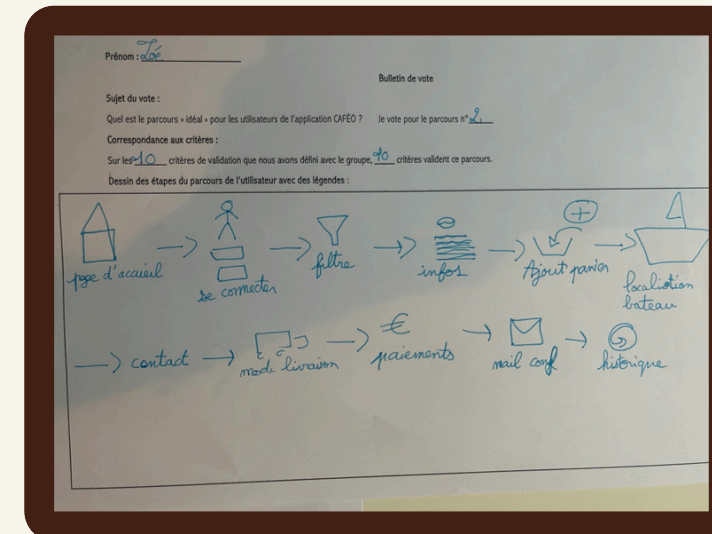 Prénom : Zoé
Bulletin de vote
Sujet du vote :
Quel est le parcours « idéal » pour les utilisateurs de l'application CAFÉO ? Je vote pour le parcours n° 2.
Correspondance aux critères :
Sur les 10 critères de validation que nous avons défini avec le groupe, 10 critères valident ce parcours.
Dessin des étapes du parcours de l'utilisateur avec des légendes :
page d'accueil
se connecter
filtre
infos
Ajout panier
localistion
bateau
contact
mode livraison
€
paiements
mail conf
historique